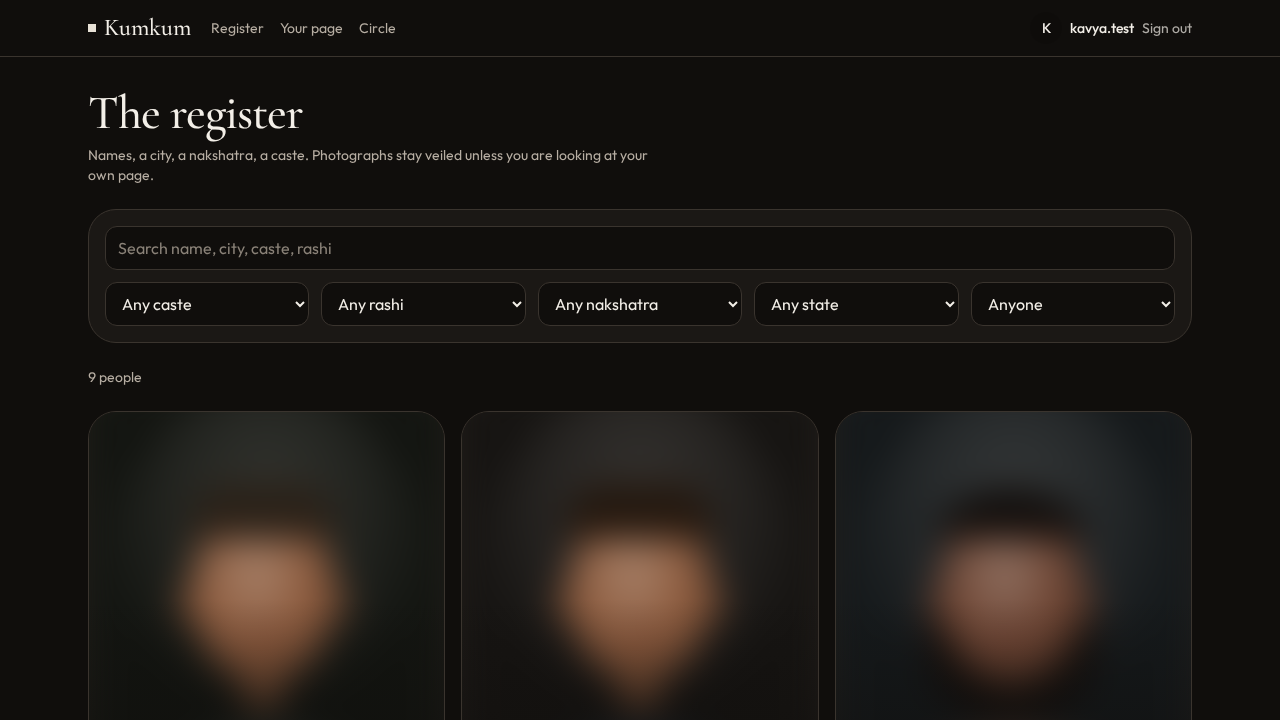 Kumkum Register Your page Circle K kavya.test Sign out
The register
Names, a city, a nakshatra, a caste. Photographs stay veiled unless you are looking at your
own page.
Search name, city, caste, rashi
Any caste Any rashi Any nakshatra Any state Anyone
9 people